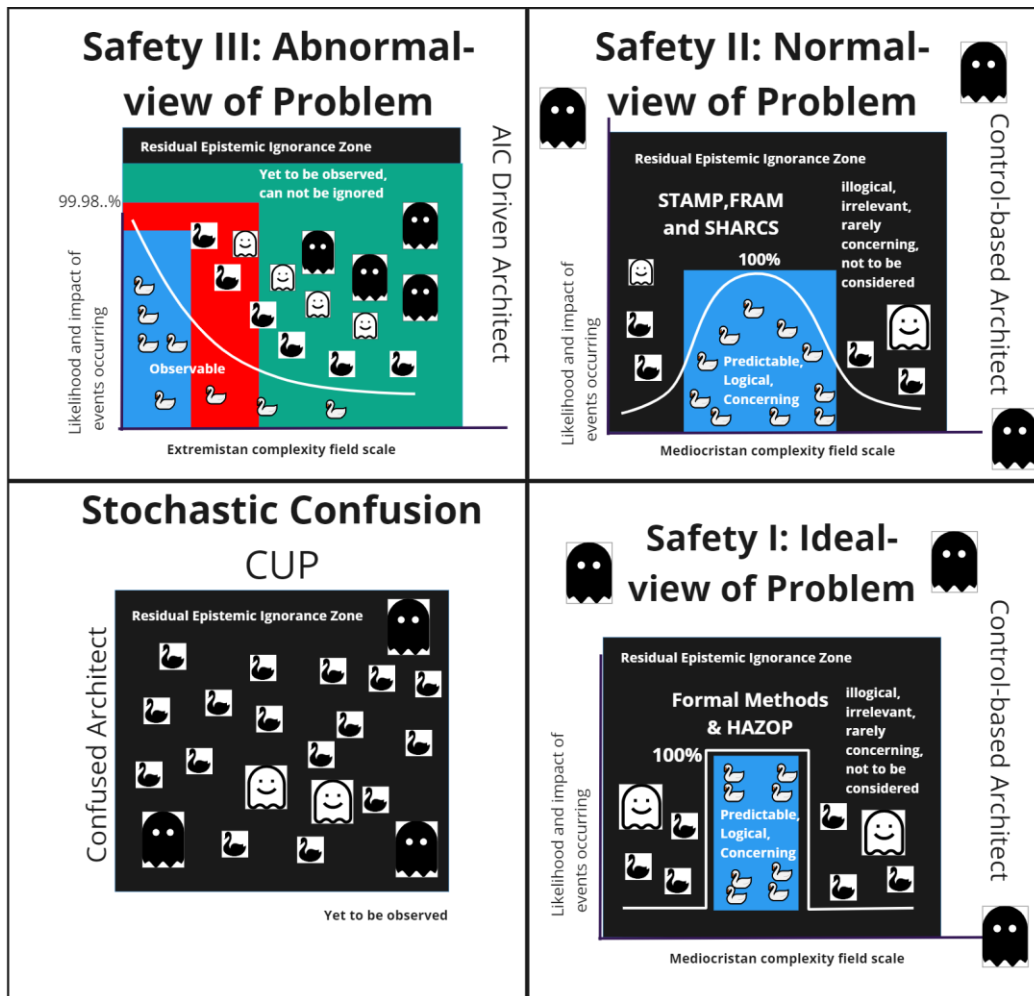 Safety III: Abnormal-
view of Problem
Residual Epistemic Ignorance Zone
Yet to be observed,
can not be ignored
99.98..%
Observable
Likelihood and impact of
events occurring
AIC Driven Architect
Extremistan complexity field scale
Safety II: Normal-
view of Problem
Residual Epistemic Ignorance Zone
STAMP,FRAM
and SHARCS
illogical,
irrelevant,
rarely
concerning,
not to be
considered
100%
Predictable,
Logical,
Concerning
Likelihood and impact of
events occurring
Control-based Architect
Mediocristan complexity field scale
Stochastic Confusion
CUP
Residual Epistemic Ignorance Zone
Confused Architect
Yet to be observed
Safety I: Ideal-
view of Problem
Residual Epistemic Ignorance Zone
Formal Methods
& HAZOP
illogical,
irrelevant,
rarely
concerning,
not to be
considered
100%
Predictable,
Logical,
Concerning
Likelihood and impact of
events occurring
Control-based Architect
Mediocristan complexity field scale